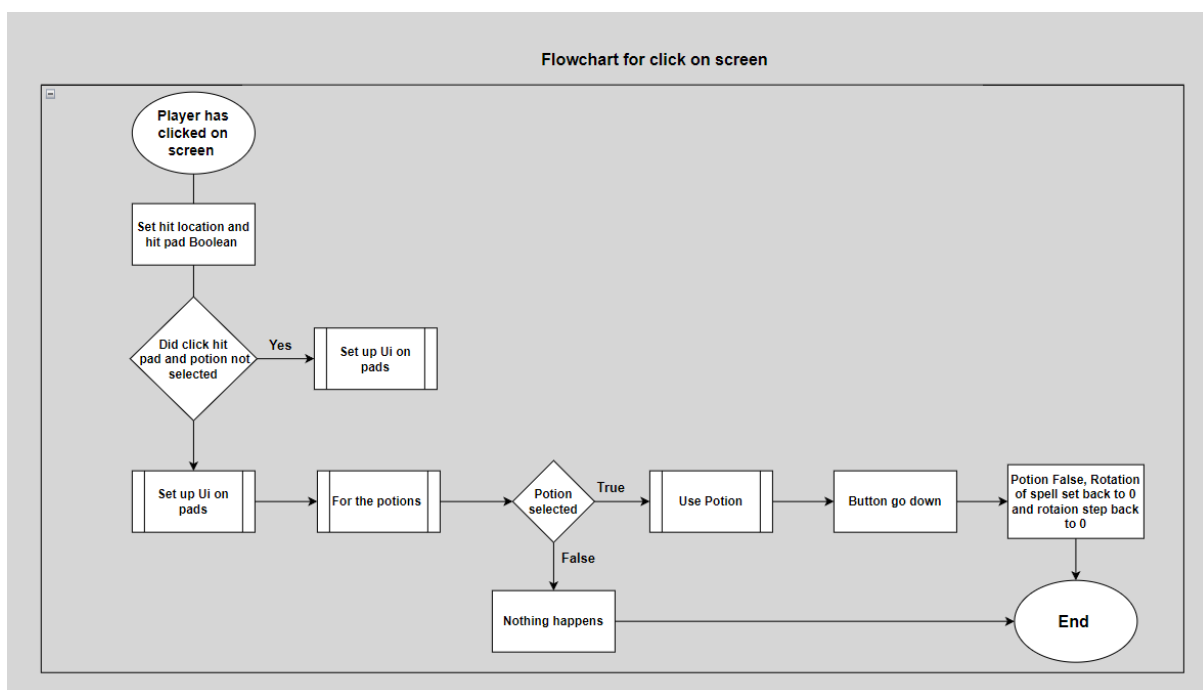 Flowchart for click on screen
Player has
clicked on
screen
Set hit location and
hit pad Boolean
Did click hit
pad and potion not
selected
Yes
Set up Ui on
pads
Set up Ui on
pads
For the potions
Potion
selected
True
Use Potion
Button go down
Potion False, Rotation
of spell set back to 0
and rotaion step back
to 0
False
Nothing happens
End